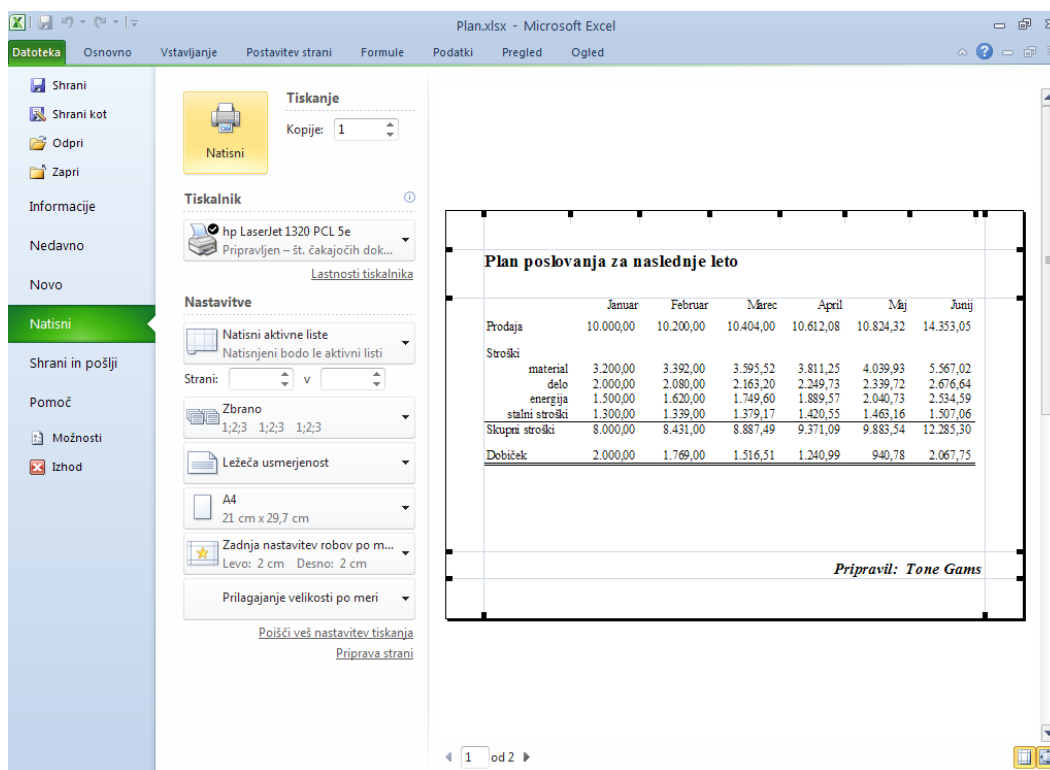 Plan.xlsx - Microsoft Excel
Datoteka Osnovno Vstavljanje Postavitev strani Formule Podatki Pregled Ogled
Shrani
Shrani kot
Odpri
Zapri
Informacije
Nedavno
Novo
Natisni
Shrani in pošlji
Pomoč
Možnosti
Izhod
Natisni
Tiskanje
Kopije: 1
Tiskalnik
hp LaserJet 1320 PCL 5e
Pripravljen – št. čakajočih dok...
Lastnosti tiskalnika
Nastavitve
Natisni aktivne liste
Natisnjeni bodo le aktivni listi
Strani: v
Zbrano
1;2;3 1;2;3 1;2;3
Ležeča usmerjenost
A4
21 cm x 29,7 cm
Zadnja nastavitev robov po m...
Levo: 2 cm Desno: 2 cm
Prilagajanje velikosti po meri
Poišči več nastavitev tiskanja
Priprava strani
Plan poslovanja za naslednje leto
Januar Februar Marec April Maj Junij
Prodaja 10.000,00 10.200,00 10.404,00 10.612,08 10.824,32 14.353,05
Stroški
material 3.200,00 3.392,00 3.595,52 3.811,25 4.039,93 5.567,02
delo 2.000,00 2.080,00 2.163,20 2.249,73 2.339,72 2.676,64
energija 1.500,00 1.620,00 1.749,60 1.889,57 2.040,73 2.534,59
stalni stroški 1.300,00 1.339,00 1.379,17 1.420,55 1.463,16 1.507,06
Skupni stroški 8.000,00 8.431,00 8.887,49 9.371,09 9.883,54 12.285,30
Dobiček 2.000,00 1.769,00 1.516,51 1.240,99 940,78 2.067,75
Pripravil: Tone Gams
1 od 2